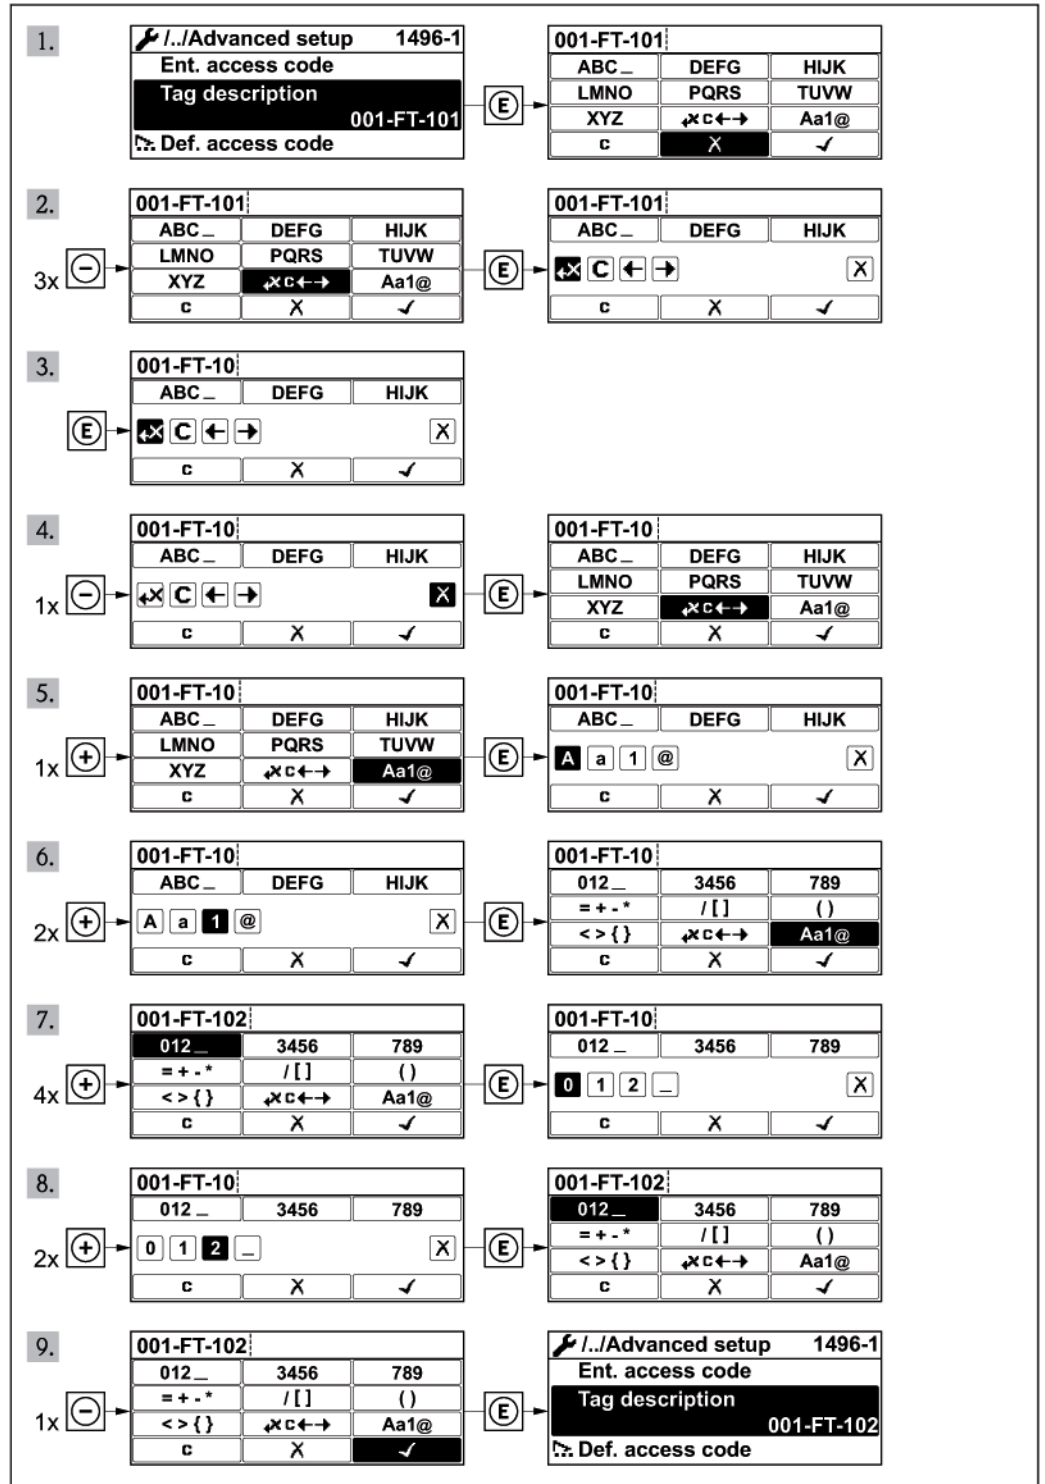 1.
/../Advanced setup 1496-1
Ent. access code
Tag description
001-FT-101
Def. access code
E
001-FT-101
ABC_ DEFG HIJK
LMNO PQRS TUVW
XYZ C←→ Aa1@
C X ✓
2.
3x −
001-FT-101
ABC_ DEFG HIJK
LMNO PQRS TUVW
XYZ C←→ Aa1@
C X ✓
E
001-FT-101
ABC_ DEFG HIJK
C ← → X
C X ✓
3.
E
001-FT-10
ABC_ DEFG HIJK
C ← → X
C X ✓
4.
1x −
001-FT-10
ABC_ DEFG HIJK
C ← → X
C X ✓
E
001-FT-10
ABC_ DEFG HIJK
LMNO PQRS TUVW
XYZ C←→ Aa1@
C X ✓
5.
1x +
001-FT-10
ABC_ DEFG HIJK
LMNO PQRS TUVW
XYZ C←→ Aa1@
C X ✓
E
001-FT-10
ABC_ DEFG HIJK
A a 1 @ X
C X ✓
6.
2x +
001-FT-10
ABC_ DEFG HIJK
A a 1 @ X
C X ✓
E
001-FT-10
012_ 3456 789
= + - * / [ ] ( )
< > { } C←→ Aa1@
C X ✓
7.
4x +
001-FT-102
012_ 3456 789
= + - * / [ ] ( )
< > { } C←→ Aa1@
C X ✓
E
001-FT-10
012_ 3456 789
0 1 2 _ X
C X ✓
8.
2x +
001-FT-10
012_ 3456 789
0 1 2 _ X
C X ✓
E
001-FT-102
012_ 3456 789
= + - * / [ ] ( )
< > { } C←→ Aa1@
C X ✓
9.
1x −
001-FT-102
012_ 3456 789
= + - * / [ ] ( )
< > { } C←→ Aa1@
C X ✓
E
/../Advanced setup 1496-1
Ent. access code
Tag description
001-FT-102
Def. access code